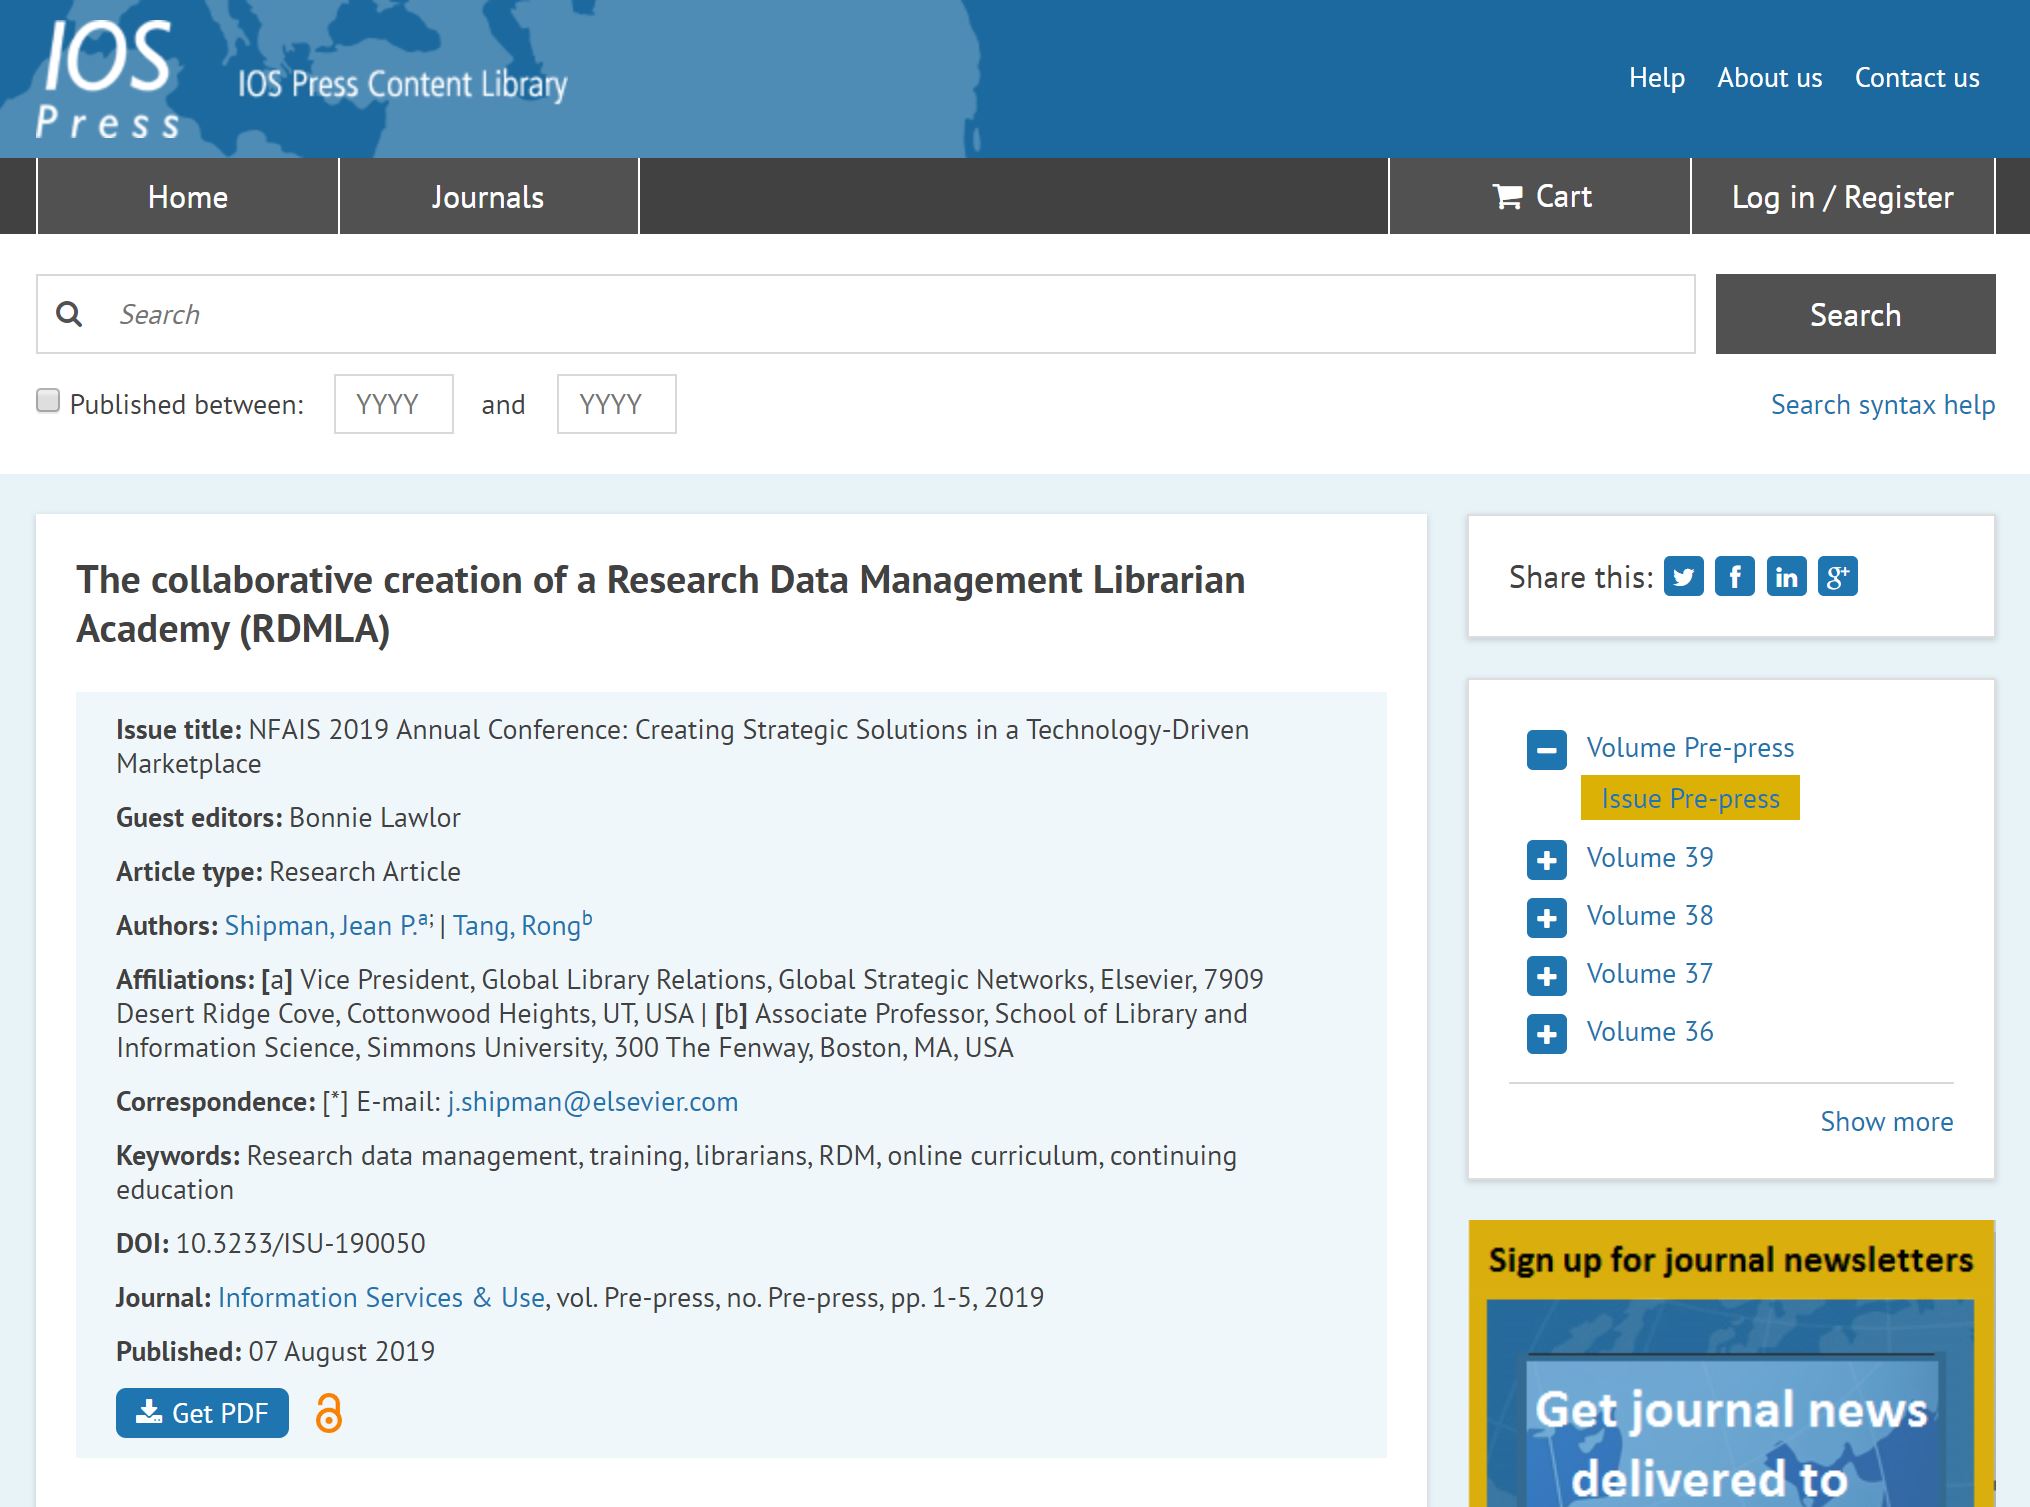 IOS
Press
IOS Press Content Library
Help About us Contact us
Home Journals Cart Log in / Register
Search Search
Published between: YYYY and YYYY Search syntax help
The collaborative creation of a Research Data Management Librarian
Academy (RDMLA)
Issue title: NFAIS 2019 Annual Conference: Creating Strategic Solutions in a Technology-Driven
Marketplace
Guest editors: Bonnie Lawlor
Article type: Research Article
Authors: Shipman, Jean P.a; | Tang, Rongb
Affiliations: [a] Vice President, Global Library Relations, Global Strategic Networks, Elsevier, 7909
Desert Ridge Cove, Cottonwood Heights, UT, USA | [b] Associate Professor, School of Library and
Information Science, Simmons University, 300 The Fenway, Boston, MA, USA
Correspondence: [*] E-mail: j.shipman@elsevier.com
Keywords: Research data management, training, librarians, RDM, online curriculum, continuing
education
DOI: 10.3233/ISU-190050
Journal: Information Services & Use, vol. Pre-press, no. Pre-press, pp. 1-5, 2019
Published: 07 August 2019
Get PDF
Share this:
Volume Pre-press
Issue Pre-press
Volume 39
Volume 38
Volume 37
Volume 36
Show more
Sign up for journal newsletters
Get journal news
delivered to